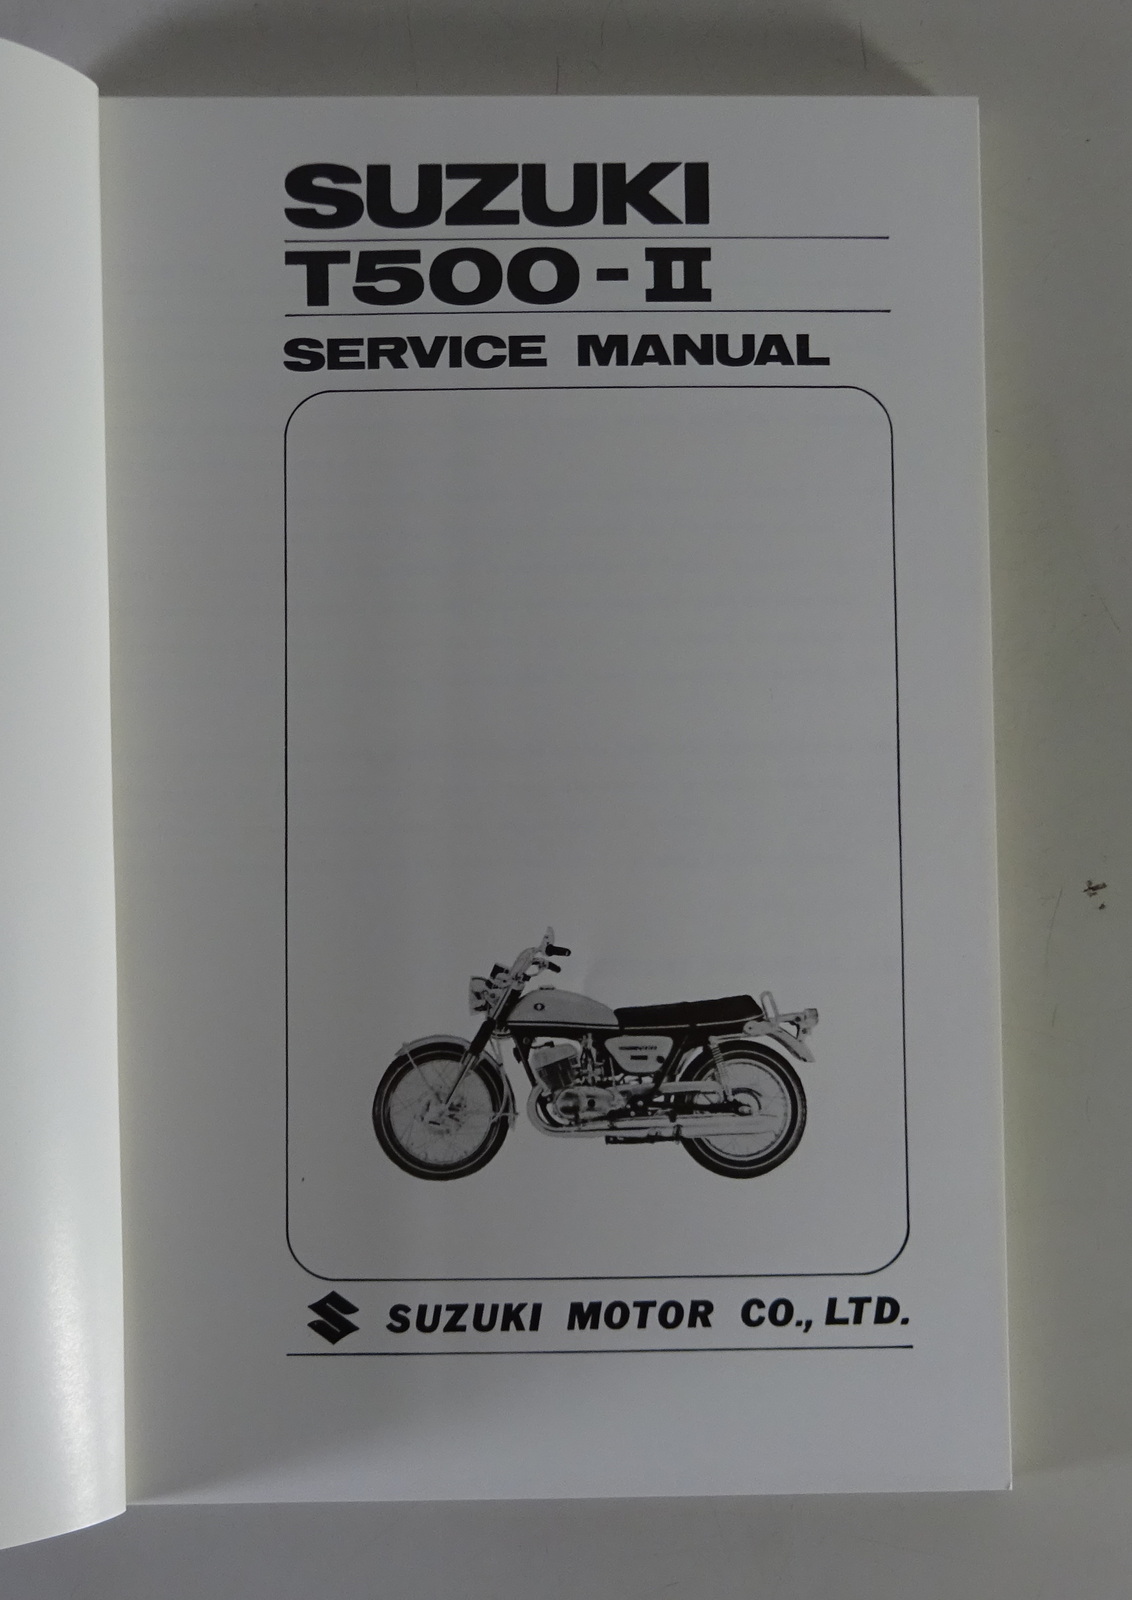 SUZUKI
T500-II
SERVICE MANUAL
SUZUKI MOTOR CO., LTD.